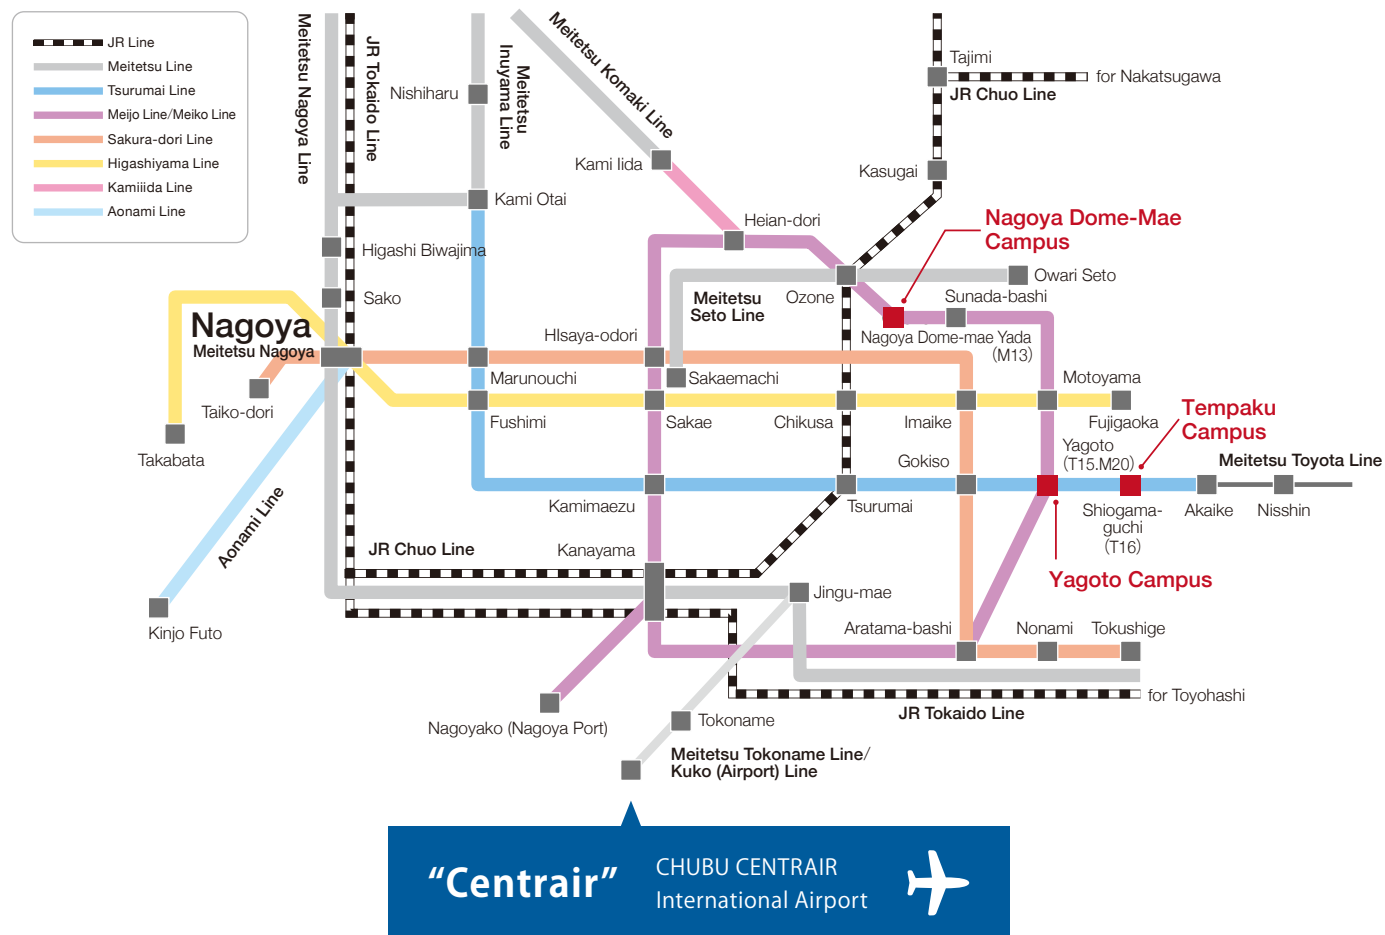 JR Line
Meitetsu Line
Tsurumai Line
Meijo Line/Meiko Line
Sakura-dori Line
Higashiyama Line
Kamiiida Line
Aonami Line
Meitetsu Nagoya Line
JR Tokaido Line
Meitetsu
Inuyama Line
Meitetsu Komaki Line
Nishiharu
Tajimi
for Nakatsugawa
JR Chuo Line
Kami Iida
Kasugai
Kami Otai
Heian-dori
Nagoya Dome-Mae
Campus
Higashi Biwajima
Owari Seto
Sako
Meitetsu
Seto Line
Ozone
Sunada-bashi
Nagoya
Meitetsu Nagoya
HIsaya-odori
Nagoya Dome-mae Yada
(M13)
Marunouchi
Sakaemachi
Motoyama
Taiko-dori
Fushimi
Sakae
Chikusa
Imaike
Fujigaoka
Tempaku
Campus
Takabata
Gokiso
Yagoto
(T15.M20)
Meitetsu Toyota Line
Aonami Line
Kamimaezu
Tsurumai
Shiogama-
guchi
(T16)
Akaike
Nisshin
JR Chuo Line
Kanayama
Yagoto Campus
Jingu-mae
Kinjo Futo
Aratama-bashi
Nonami
Tokushige
for Toyohashi
JR Tokaido Line
Nagoyako (Nagoya Port)
Tokoname
Meitetsu Tokoname Line/
Kuko (Airport) Line
“Centrair”
CHUBU CENTRAIR
International Airport